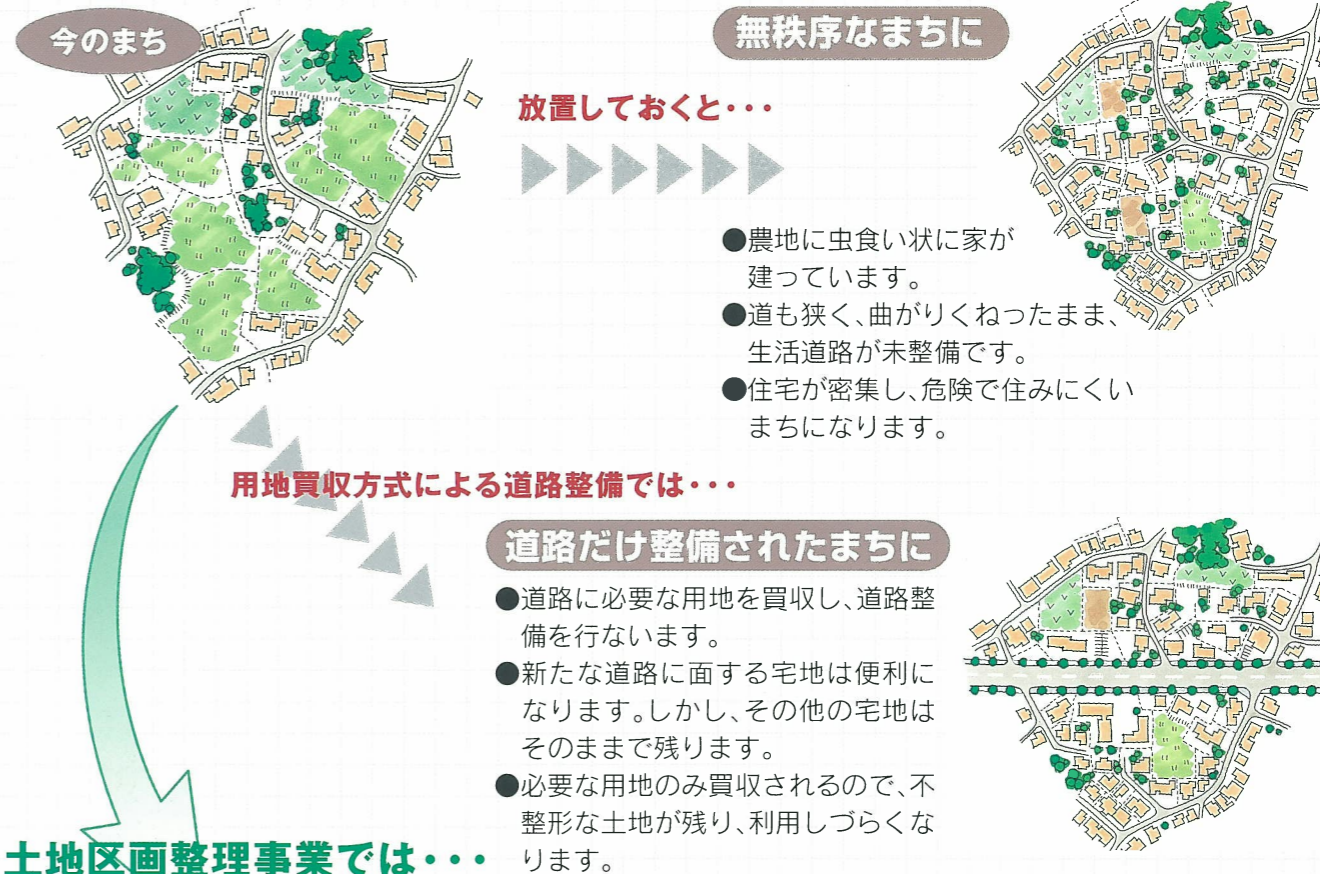 今のまち
無秩序なまちに
放置しておくと・・・
●農地に虫食い状に家が
建っています。
●道も狭く、曲がりくねったまま、
生活道路が未整備です。
●住宅が密集し、危険で住みにくい
まちになります。
用地買収方式による道路整備では・・・
道路だけ整備されたまちに
●道路に必要な用地を買収し、道路整
備を行ないます。
●新たな道路に面する宅地は便利に
なります。しかし、その他の宅地は
そのままで残ります。
●必要な用地のみ買収されるので、不
整形な土地が残り、利用しづらくな
ります。
土地区画整理事業では・・・